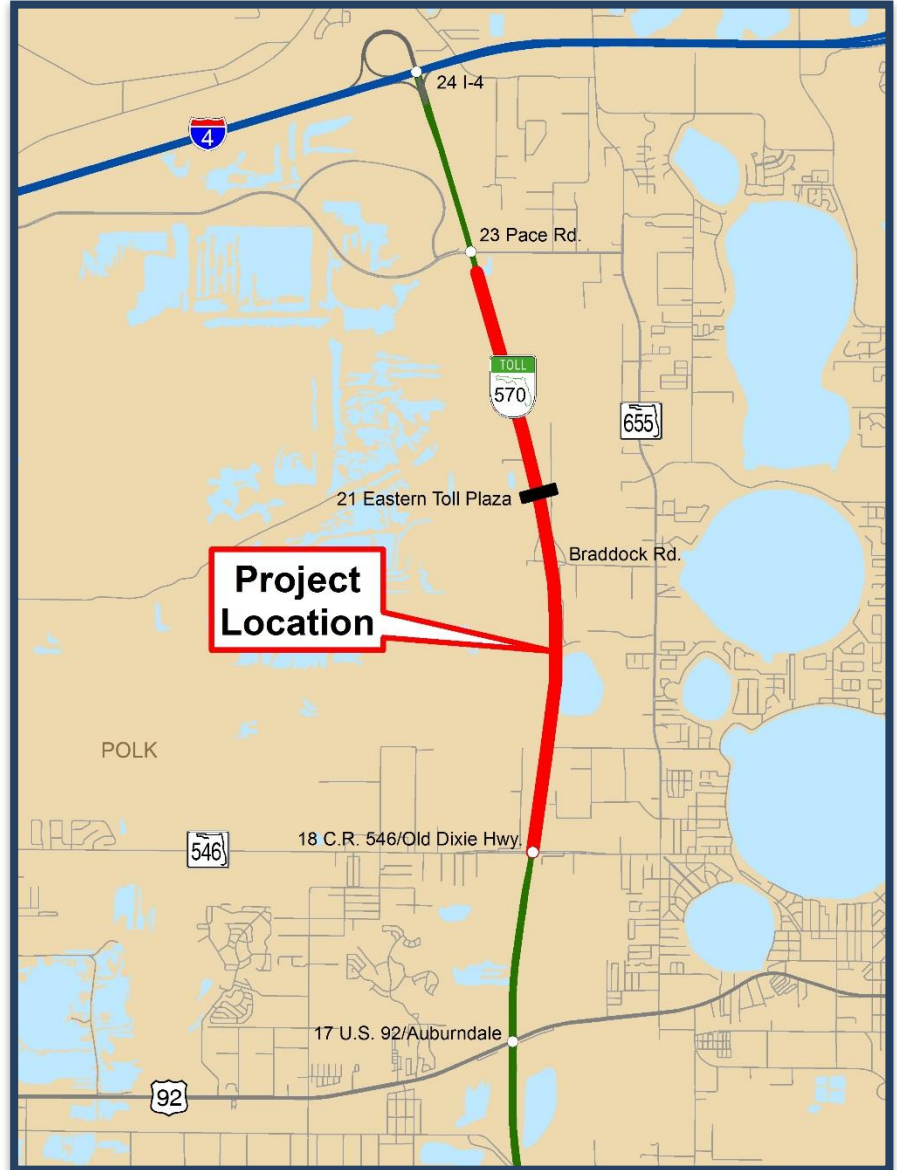 24 I-4
4
23 Pace Rd.
TOLL
570
655
21 Eastern Toll Plaza
Braddock Rd.
Project
Location
POLK
18 C.R. 546/Old Dixie Hwy.
546
17 U.S. 92/Auburndale
92